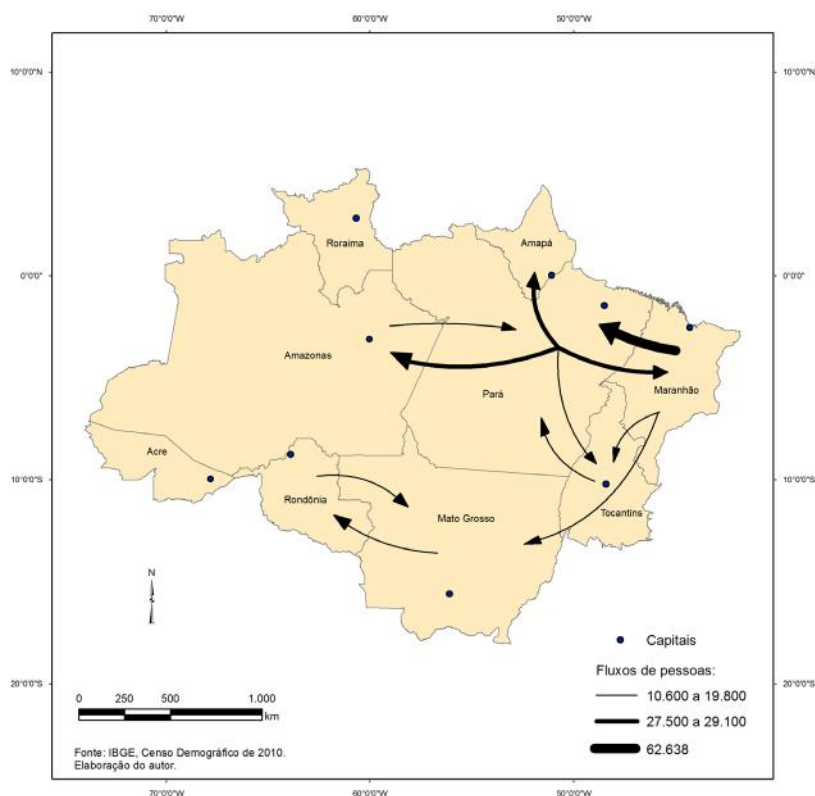 70°0'0"W
60°0'0"W
50°0'0"W
10°0'0"N
10°0'0"N
Roraima
Amapá
0°0'0"
0°0'0"
Amazonas
Pará
Maranhão
Acre
10°0'0"S
10°0'0"S
Rondônia
Mato Grosso
Tocantins
N
Capitais
Fluxos de pessoas:
20°0'0"S
20°0'0"S
0 250 500 1.000
km
10.600 a 19.800
27.500 a 29.100
62.638
Fonte: IBGE, Censo Demográfico de 2010.
Elaboração do autor.
70°0'0"W
60°0'0"W
50°0'0"W